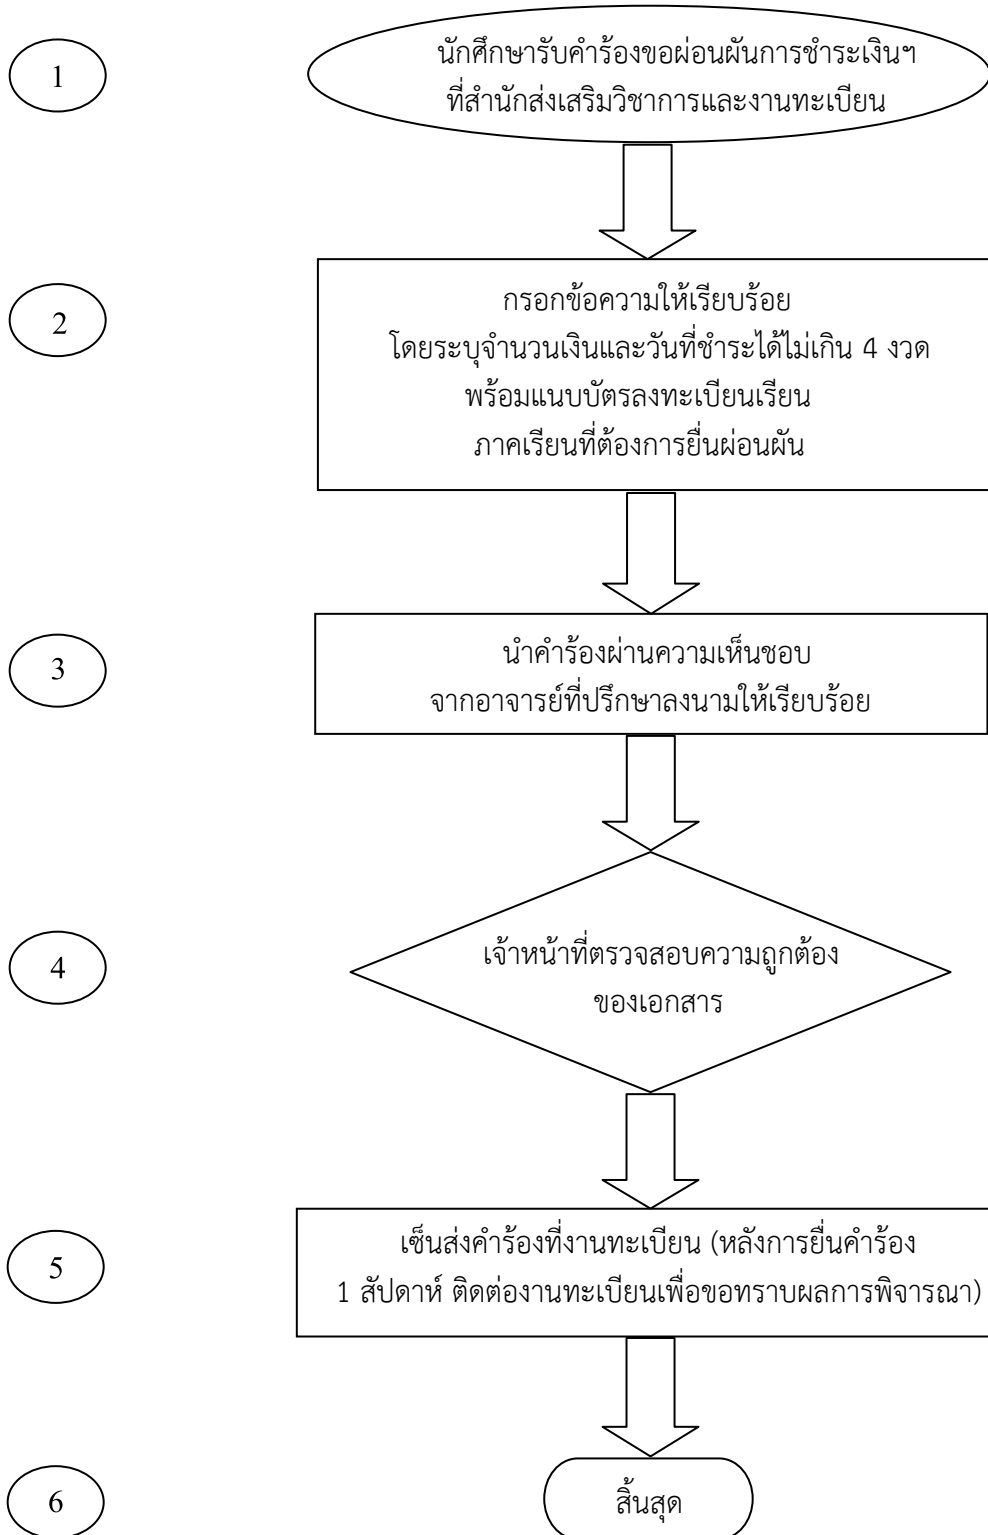 1
นักศึกษารับคำร้องขอผ่อนผันการชำระเงินฯ
ที่สำนักส่งเสริมวิชาการและงานทะเบียน
2
กรอกข้อความให้เรียบร้อย
โดยระบุจำนวนเงินและวันที่ชำระได้ไม่เกิน 4 งวด
พร้อมแนบบัตรลงทะเบียนเรียน
ภาคเรียนที่ต้องการยื่นผ่อนผัน
3
นำคำร้องผ่านความเห็นชอบ
จากอาจารย์ที่ปรึกษาลงนามให้เรียบร้อย
4
เจ้าหน้าที่ตรวจสอบความถูกต้อง
ของเอกสาร
5
เซ็นส่งคำร้องที่งานทะเบียน (หลังการยื่นคำร้อง
1 สัปดาห์ ติดต่องานทะเบียนเพื่อขอทราบผลการพิจารณา)
6
สิ้นสุด